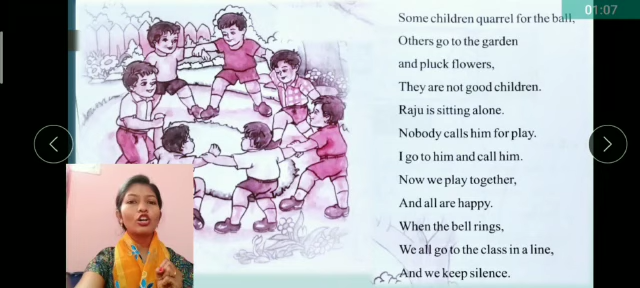 01:07
Some children quarrel for the ball,
Others go to the garden
and pluck flowers,
They are not good children.
Raju is sitting alone.
Nobody calls him for play.
I go to him and call him.
Now we play together,
And all are happy.
When the bell rings,
We all go to the class in a line,
And we keep silence.